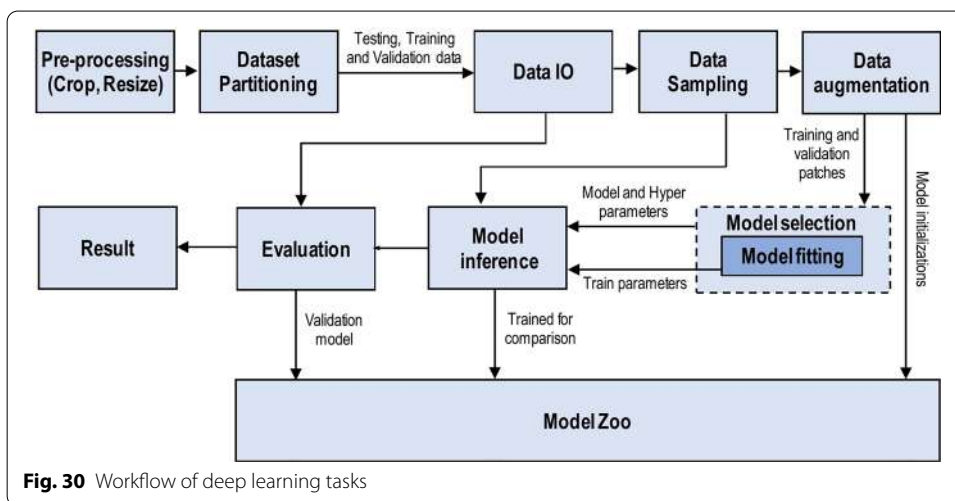 Pre-processing
(Crop, Resize)
Dataset
Partitioning
Testing, Training
and Validation data
Data IO
Data
Sampling
Data
augmentation
Training and
validation
patches
Model initializations
Model and Hyper
parameters
Model selection
Model fitting
Result
Evaluation
Model
inference
Train parameters
Validation
model
Trained for
comparison
Model Zoo
Fig. 30 Workflow of deep learning tasks